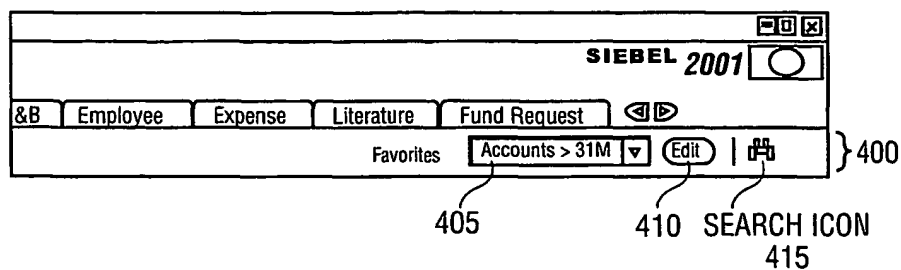 SIEBEL 2001
&B Employee Expense Literature Fund Request
Favorites Accounts > 31M Edit 400
405 410 SEARCH ICON
415